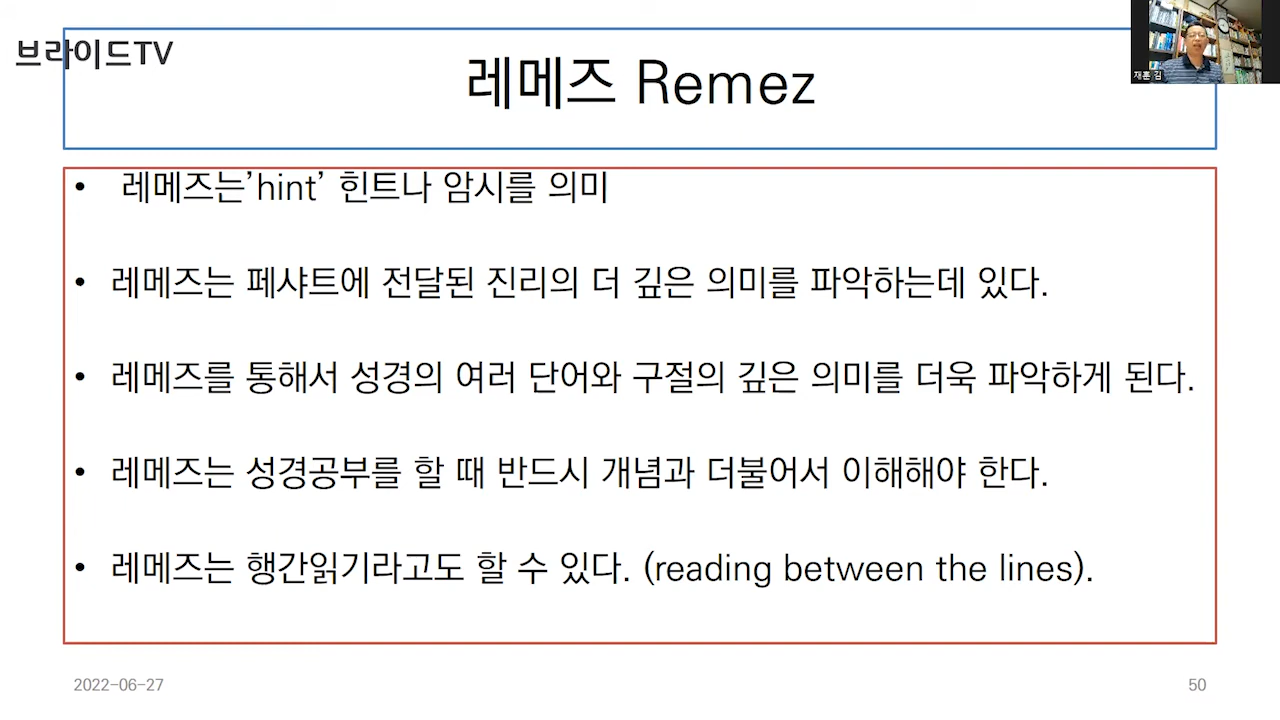 브라이드TV
재훈 김
레메즈 Remez
• 레메즈는’hint’ 힌트나 암시를 의미
• 레메즈는 페샤트에 전달된 진리의 더 깊은 의미를 파악하는데 있다.
• 레메즈를 통해서 성경의 여러 단어와 구절의 깊은 의미를 더욱 파악하게 된다.
• 레메즈는 성경공부를 할 때 반드시 개념과 더불어서 이해해야 한다.
• 레메즈는 행간읽기라고도 할 수 있다. (reading between the lines).
2022-06-27
50